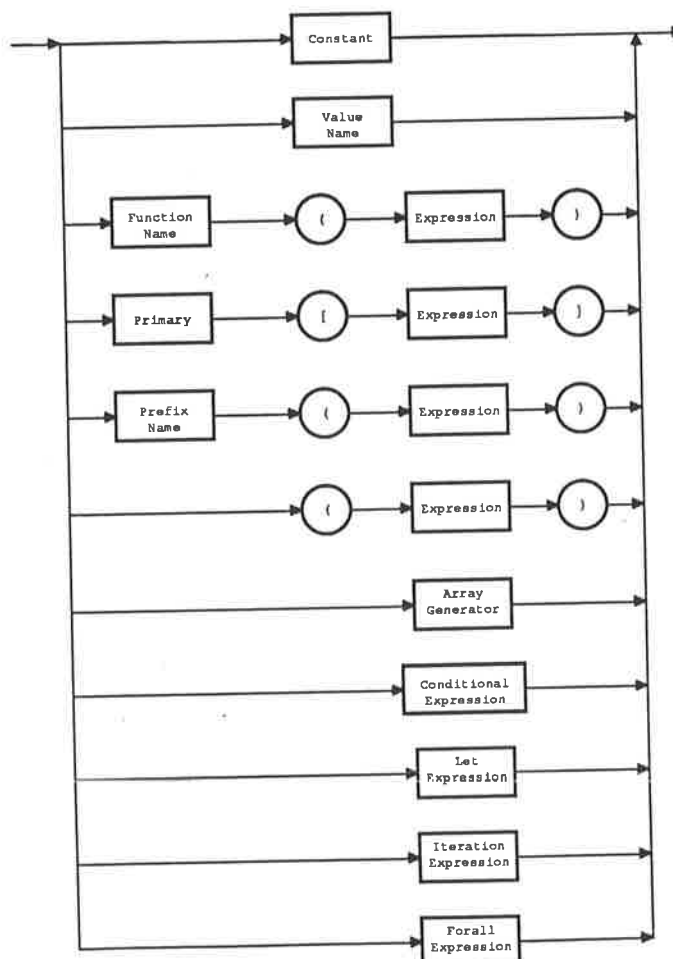 Constant
Value
Name
Function
Name
(
Expression
)
Primary
[
Expression
]
Prefix
Name
(
Expression
)
(
Expression
)
Array
Generator
Conditional
Expression
Let
Expression
Iteration
Expression
Forall
Expression